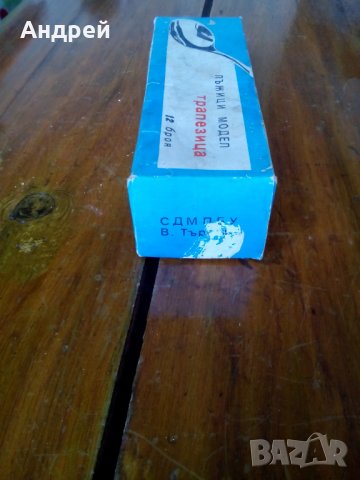 Андрей
лъжици модел
трапезица
12 броя
СДМПБХ
В. Тър
BAZAR